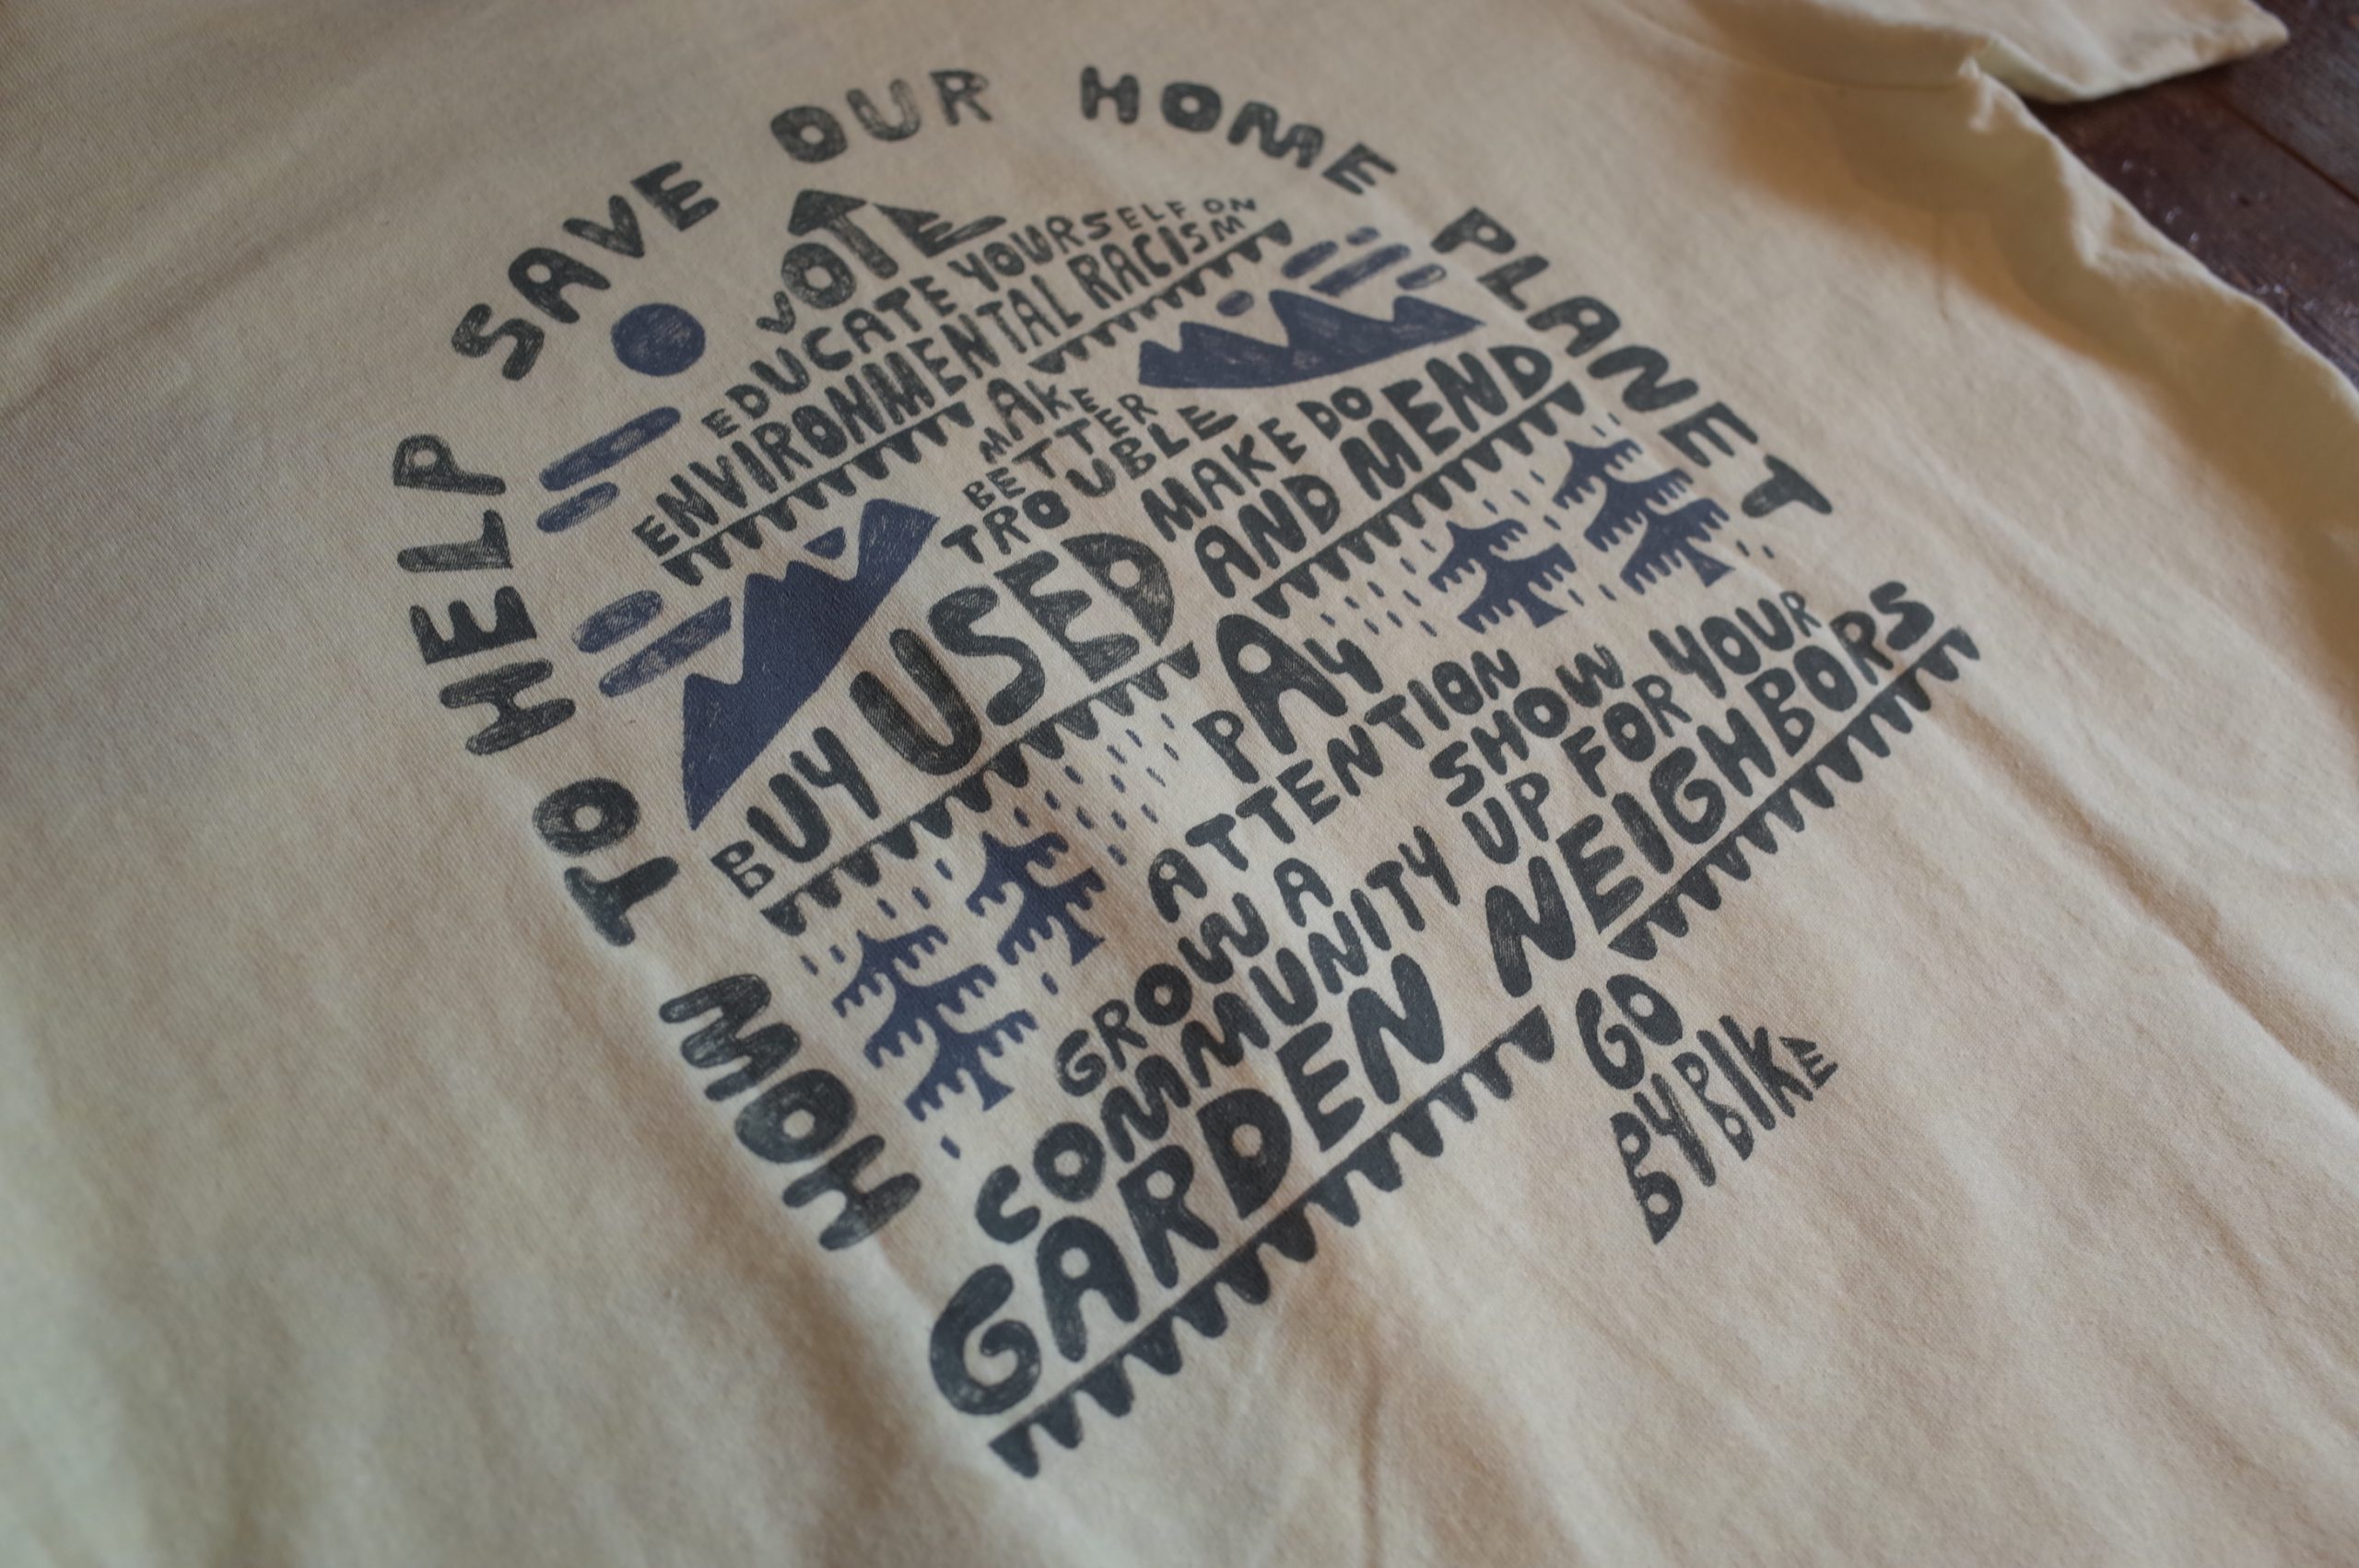 HOW TO HELP SAVE OUR HOME PLANET
VOTE
EDUCATE YOURSELF ON
ENVIRONMENTAL RACISM
MAKE
BETTER
TROUBLE
BUY USED
MAKE DO
AND MEND
PAY
ATTENTION
GROW A
COMMUNITY
GARDEN
SHOW YOUR
UP FOR
NEIGHBORS
GO
BY BIKE